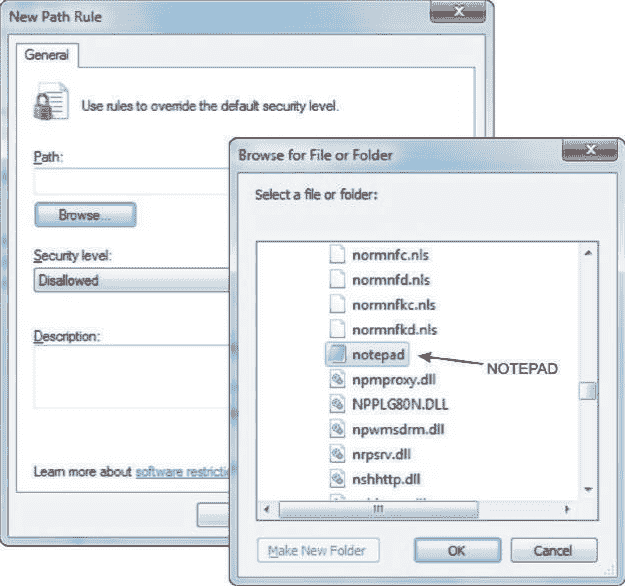 New Path Rule
General
Use rules to override the default security level.
Path:
Browse...
Security level:
Disallowed
Description:
Learn more about software restricti
Browse for File or Folder
Select a file or folder:
normnfc.nls
normnfd.nls
normnfkc.nls
normnfkd.nls
notepad
NOTEPAD
npmproxy.dll
NPPLG80N.DLL
npwmsdrm.dll
nrpsrv.dll
nshhttp.dll
Make New Folder
OK
Cancel